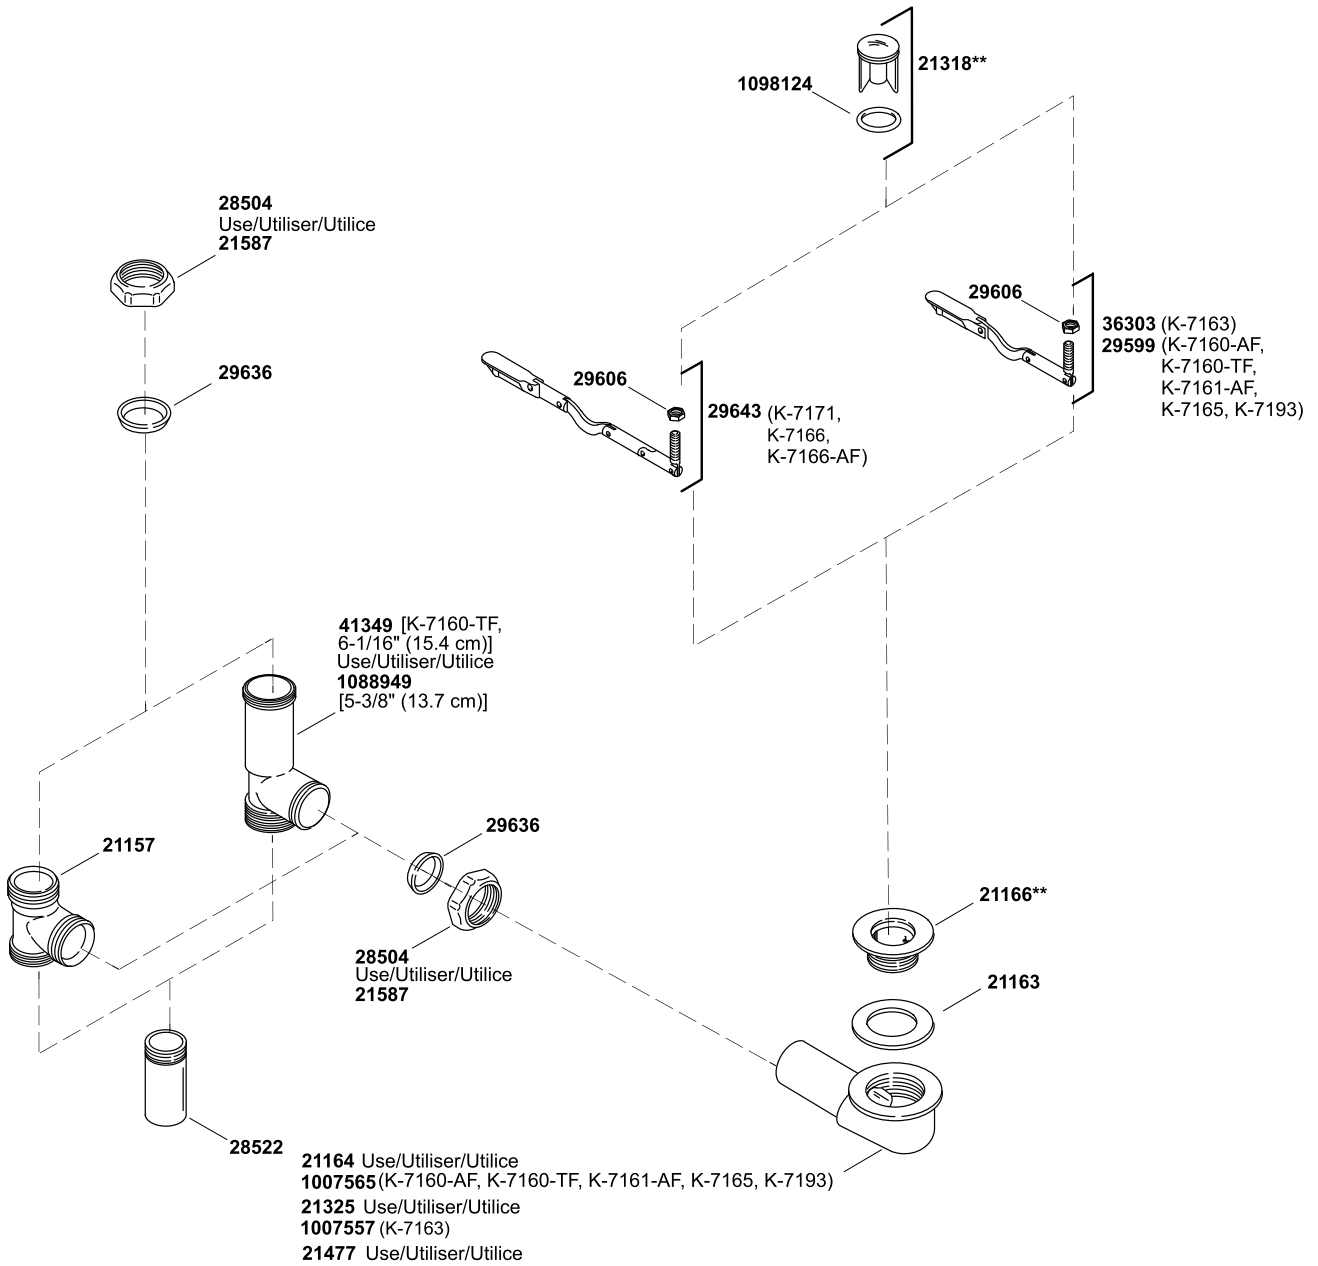 21318**
1098124
28504
Use/Utiliser/Utilice
21587
29606
36303 (K-7163)
29599 (K-7160-AF,
K-7160-TF,
K-7161-AF,
K-7165, K-7193)
29636
29606
29643 (K-7171,
K-7166,
K-7166-AF)
41349 [K-7160-TF,
6-1/16" (15.4 cm)]
Use/Utiliser/Utilice
1088949
[5-3/8" (13.7 cm)]
29636
21157
21166**
28504
Use/Utiliser/Utilice
21587
21163
28522
21164 Use/Utiliser/Utilice
1007565 (K-7160-AF, K-7160-TF, K-7161-AF, K-7165, K-7193)
21325 Use/Utiliser/Utilice
1007557 (K-7163)
21477 Use/Utiliser/Utilice